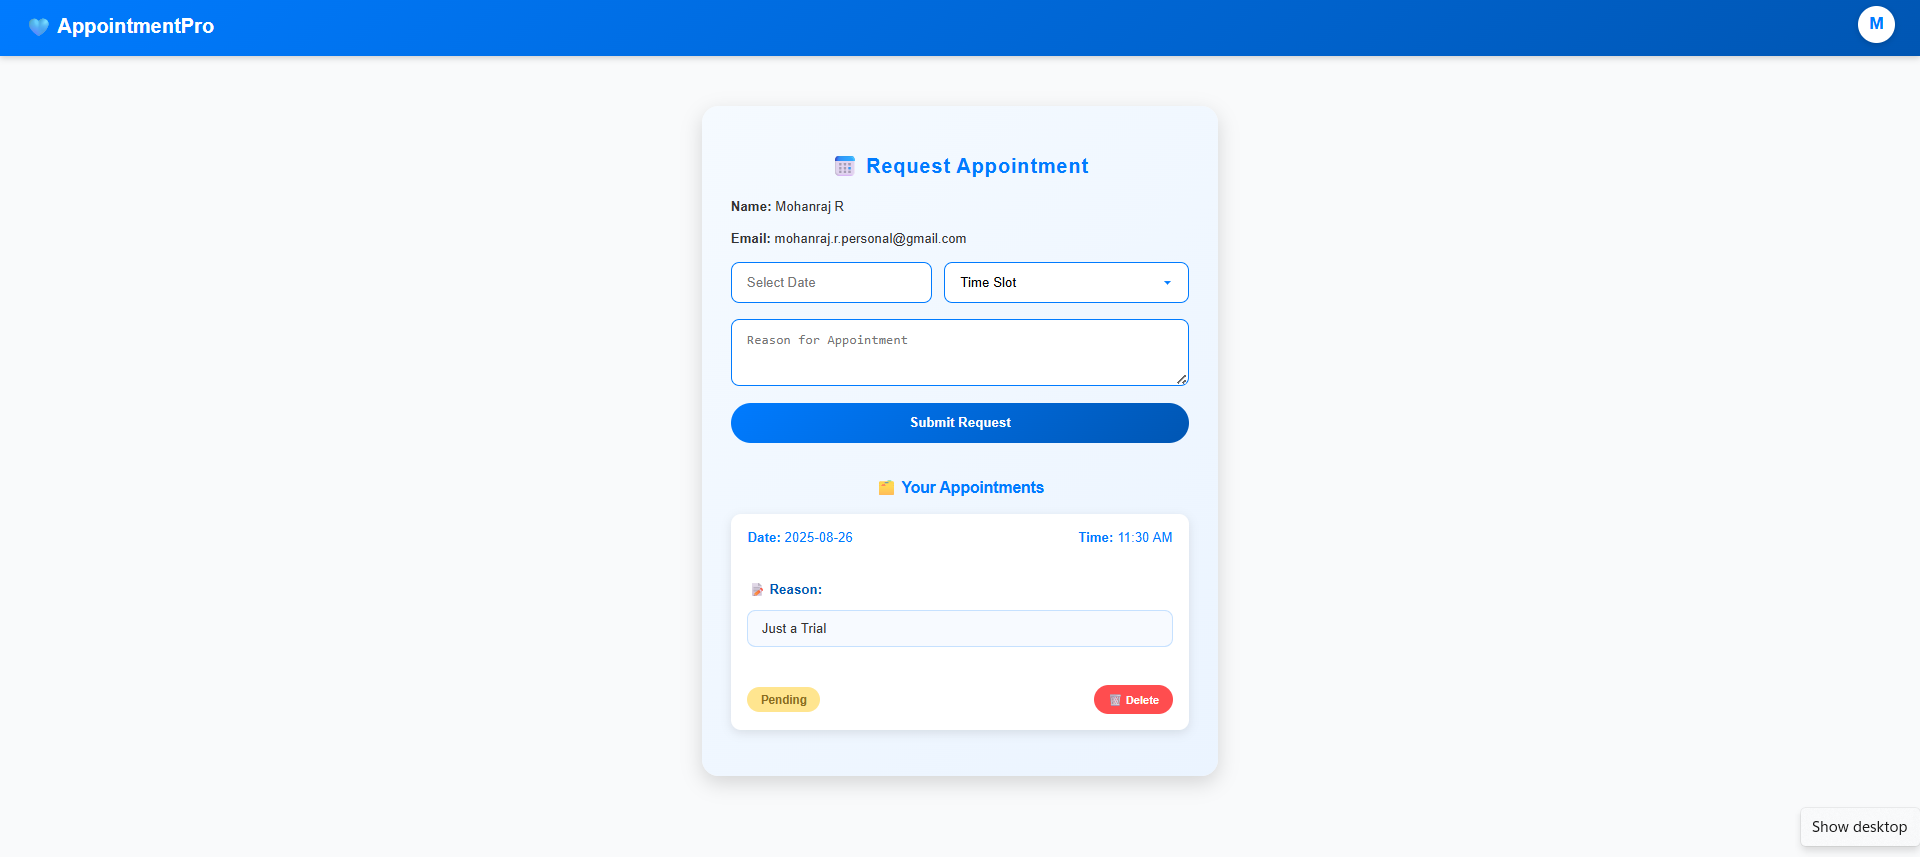 AppointmentPro
M
Request Appointment
Name: Mohanraj R
Email: mohanraj.r.personal@gmail.com
Select Date
Time Slot
Reason for Appointment
Submit Request
Your Appointments
Date: 2025-08-26
Time: 11:30 AM
Reason:
Just a Trial
Pending
Delete
Show desktop